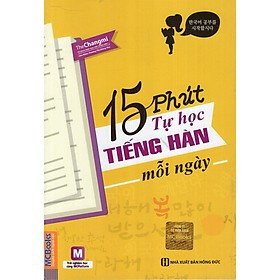 한국어 공부를
시작합시다
TheChangmi
15 Phút
Tự học
TIẾNG HÀN
mỗi ngày
MCBooks
NHÀ XUẤT BẢN HỒNG ĐỨC